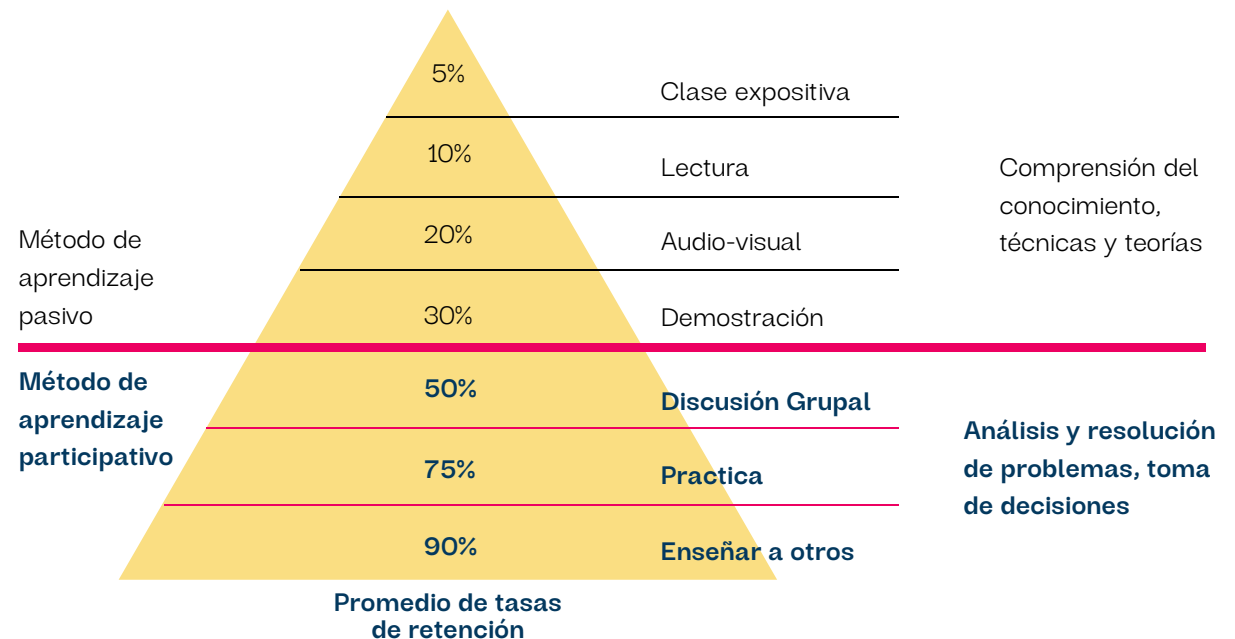 5%
Clase expositiva
10%
Lectura
20%
Audio-visual
30%
Demostración
Método de
aprendizaje
pasivo
Comprensión del
conocimiento,
técnicas y teorías
Método de
aprendizaje
participativo
50%
Discusión Grupal
75%
Practica
90%
Enseñar a otros
Análisis y resolución
de problemas, toma
de decisiones
Promedio de tasas
de retención